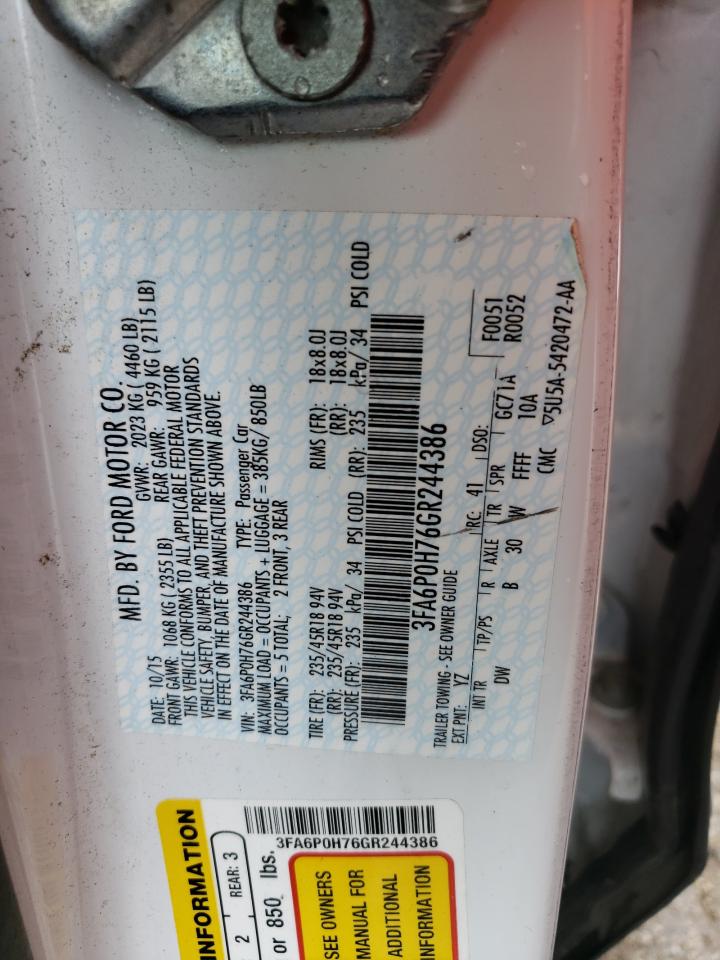 MFD. BY FORD MOTOR CO.
DATE: 10/15 GVWR: 2023 KG ( 4460 LB)
FRONT GAWR: 1068 KG ( 2355 LB) REAR GAWR: 959 KG ( 2115 LB)
THIS VEHICLE CONFORMS TO ALL APPLICABLE FEDERAL MOTOR
VEHICLE SAFETY, BUMPER, AND THEFT PREVENTION STANDARDS
IN EFFECT ON THE DATE OF MANUFACTURE SHOWN ABOVE.
VIN: 3FA6P0H76GR244386 TYPE: Passenger Car
MAXIMUM LOAD = OCCUPANTS + LUGGAGE = 385KG/ 850LB
OCCUPANTS = 5 TOTAL; 2 FRONT, 3 REAR
TIRE (FR): 235/45R18 94V RIMS (FR): 18x8.0J
(RR): 235/45R18 94V (RR): 18x8.0J
PRESSURE (FR): 235 kPa/ 34 PSI COLD (RR): 235 kPa/ 34 PSI COLD
3FA6P0H76GR244386
TRAILER TOWING - SEE OWNER GUIDE
EXT PNT: YZ RC: 41 DSO: F0051
INT TR TP/PS R AXLE TR SPR GC71A R0052
DW B 30 W FFFF 10A
CMC ▽5U5A-5420472-AA
INFORMATION
2 REAR: 3
or 850 lbs.
3FA6P0H76GR244386
SEE OWNERS
MANUAL FOR
ADDITIONAL
INFORMATION